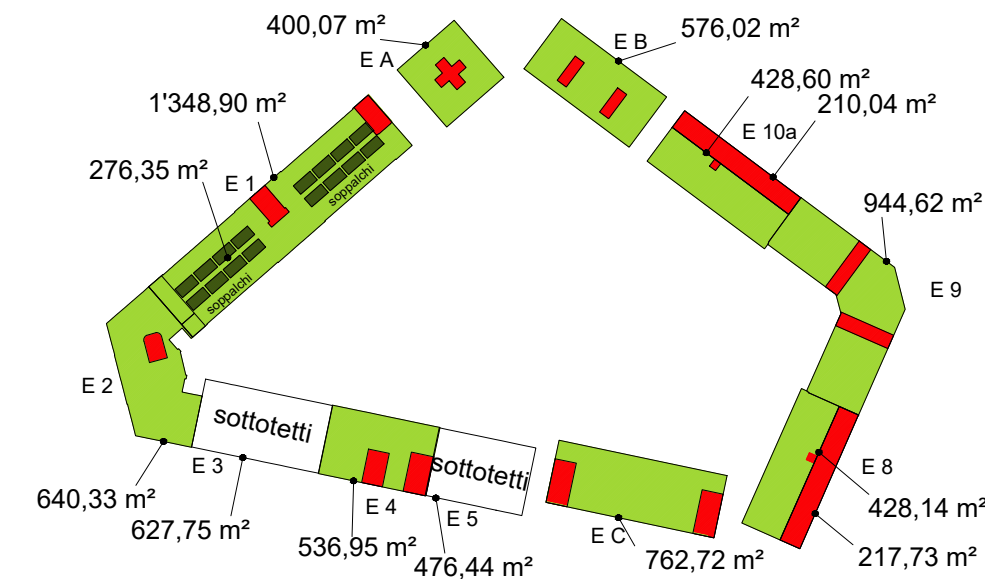 400,07 m²
E A
E B
576,02 m²
428,60 m²
210,04 m²
E 10a
1'348,90 m²
276,35 m²
E 1
soppalchi
soppalchi
944,62 m²
E 9
E 2
sottotetti
sottotetti
E 3
E 4
E 5
E C
E 8
640,33 m²
627,75 m²
536,95 m²
476,44 m²
762,72 m²
428,14 m²
217,73 m²